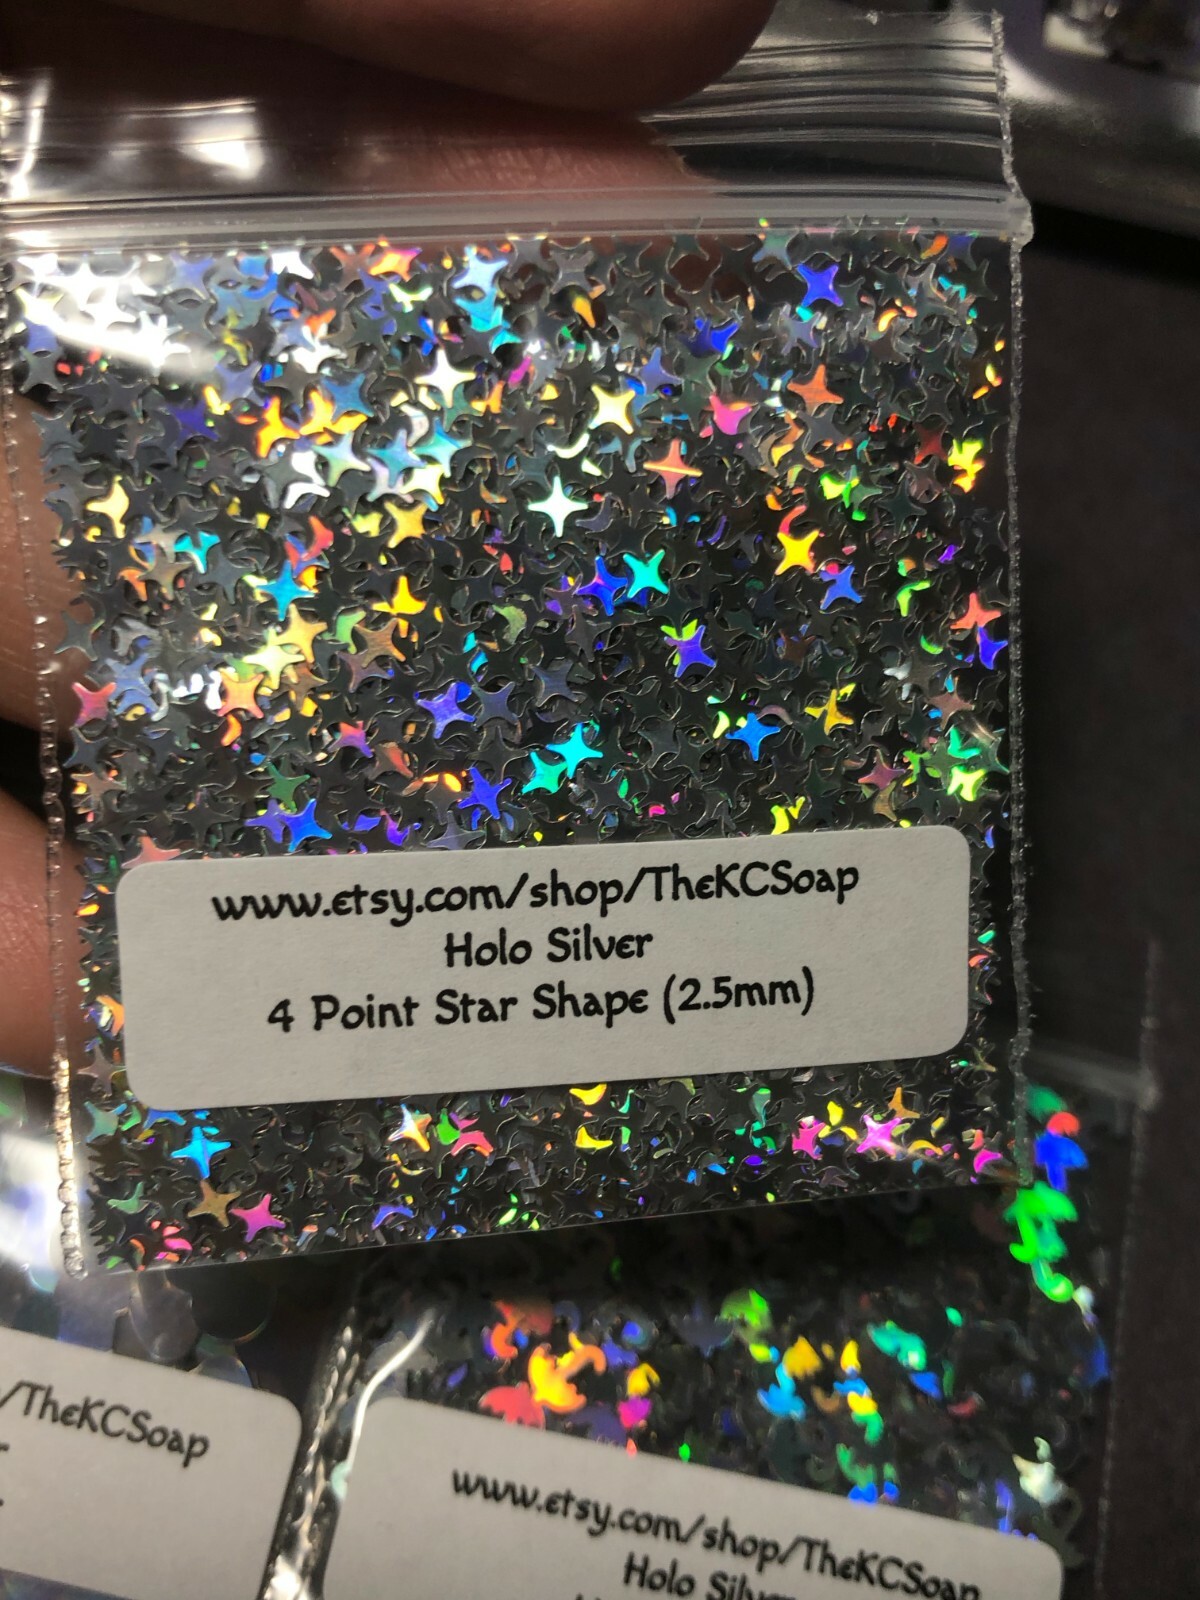 www.etsy.com/shop/TheKCSoap
Holo Silver
4 Point Star Shape (2.5mm)
/TheKCSoap
www.etsy.com/shop/TheKCSoap
Holo